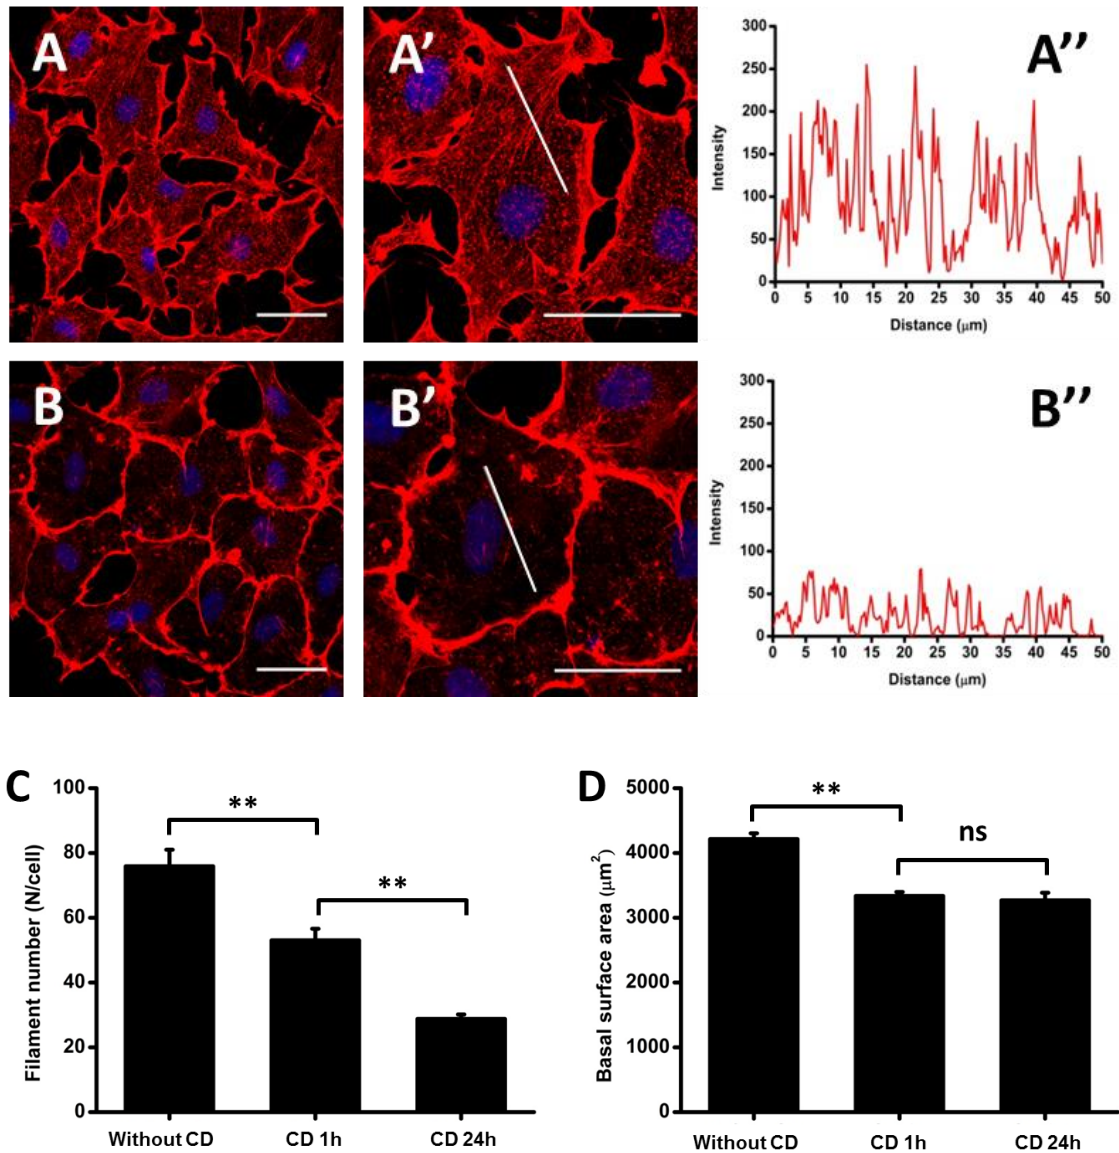 A
A’
A’’
300
250
200
150
100
50
0
Intensity
0 5 10 15 20 25 30 35 40 45 50
Distance (µm)
B
B’
B’’
300
250
200
150
100
50
0
Intensity
0 5 10 15 20 25 30 35 40 45 50
Distance (µm)
C
100
80
60
40
20
0
Filament number (N/cell)
**
**
Without CD CD 1h CD 24h
D
5000
4000
3000
2000
1000
0
Basal surface area (µm²)
**
ns
Without CD CD 1h CD 24h